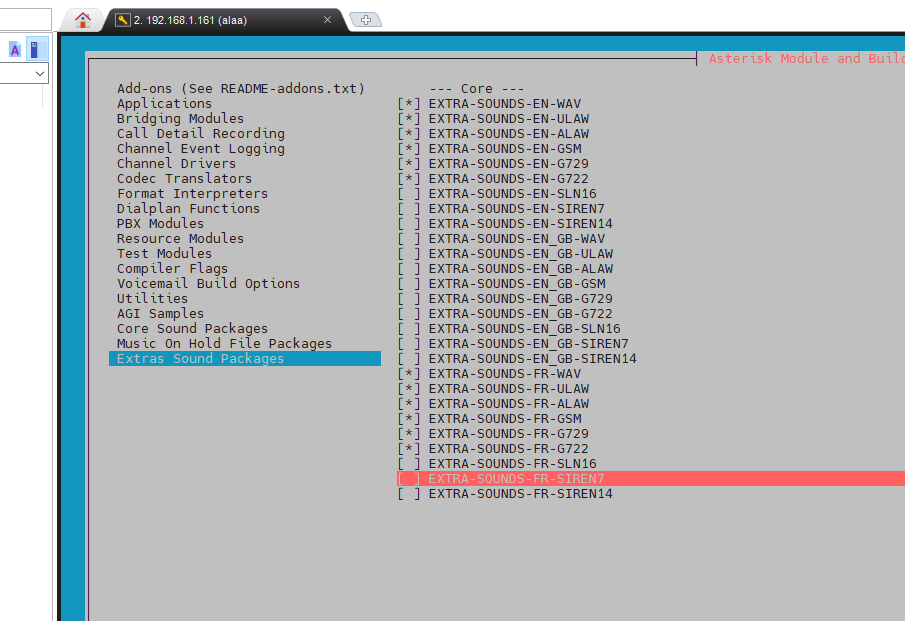 2. 192.168.1.161 (alaa)
A
Asterisk Module and Buil
Add-ons (See README-addons.txt)
Applications
Bridging Modules
Call Detail Recording
Channel Event Logging
Channel Drivers
Codec Translators
Format Interpreters
Dialplan Functions
PBX Modules
Resource Modules
Test Modules
Compiler Flags
Voicemail Build Options
Utilities
AGI Samples
Core Sound Packages
Music On Hold File Packages
Extras Sound Packages
--- Core ---
[*] EXTRA-SOUNDS-EN-WAV
[*] EXTRA-SOUNDS-EN-ULAW
[*] EXTRA-SOUNDS-EN-ALAW
[*] EXTRA-SOUNDS-EN-GSM
[*] EXTRA-SOUNDS-EN-G729
[*] EXTRA-SOUNDS-EN-G722
[ ] EXTRA-SOUNDS-EN-SLN16
[ ] EXTRA-SOUNDS-EN-SIREN7
[ ] EXTRA-SOUNDS-EN-SIREN14
[ ] EXTRA-SOUNDS-EN_GB-WAV
[ ] EXTRA-SOUNDS-EN_GB-ULAW
[ ] EXTRA-SOUNDS-EN_GB-ALAW
[ ] EXTRA-SOUNDS-EN_GB-GSM
[ ] EXTRA-SOUNDS-EN_GB-G729
[ ] EXTRA-SOUNDS-EN_GB-G722
[ ] EXTRA-SOUNDS-EN_GB-SLN16
[ ] EXTRA-SOUNDS-EN_GB-SIREN7
[ ] EXTRA-SOUNDS-EN_GB-SIREN14
[*] EXTRA-SOUNDS-FR-WAV
[*] EXTRA-SOUNDS-FR-ULAW
[*] EXTRA-SOUNDS-FR-ALAW
[*] EXTRA-SOUNDS-FR-GSM
[*] EXTRA-SOUNDS-FR-G729
[*] EXTRA-SOUNDS-FR-G722
[ ] EXTRA-SOUNDS-FR-SLN16
[ ] EXTRA-SOUNDS-FR-SIREN7
[ ] EXTRA-SOUNDS-FR-SIREN14